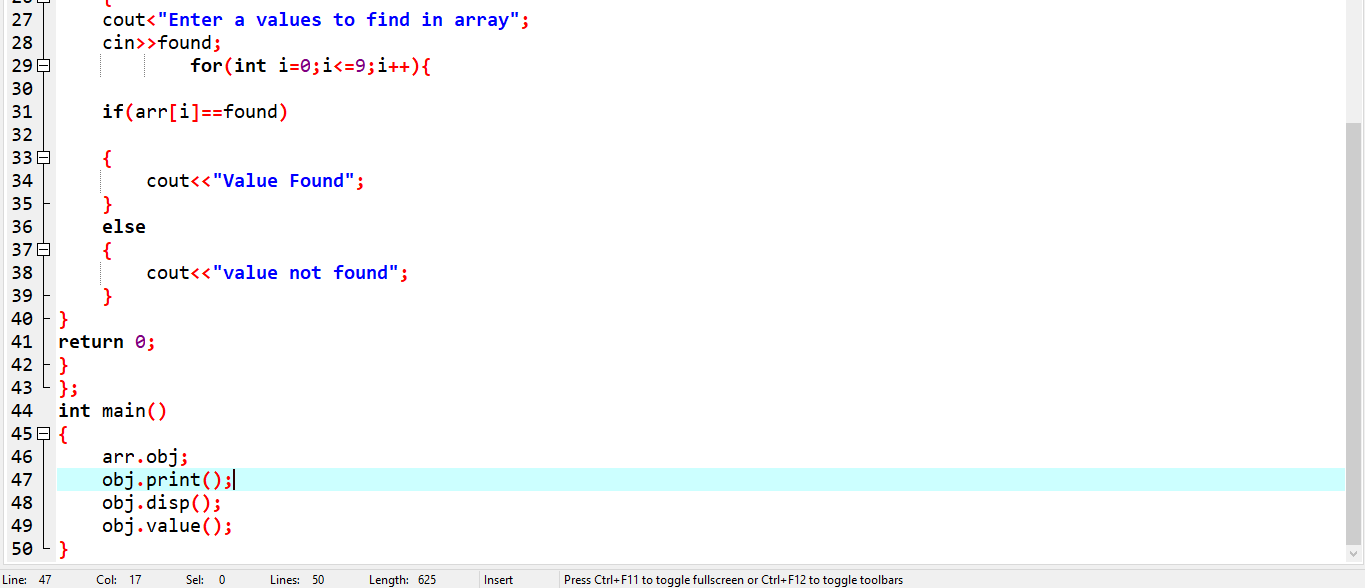 26 {
27 cout<"Enter a values to find in array";
28 cin>>found;
29 for(int i=0;i<=9;i++){
30
31 if(arr[i]==found)
32
33 {
34 cout<<"Value Found";
35 }
36 else
37 {
38 cout<<"value not found";
39 }
40 }
41 return 0;
42 }
43 };
44 int main()
45 {
46 arr.obj;
47 obj.print();
48 obj.disp();
49 obj.value();
50 }
Line: 47 Col: 17 Sel: 0 Lines: 50 Length: 625 Insert Press Ctrl+F11 to toggle fullscreen or Ctrl+F12 to toggle toolbars